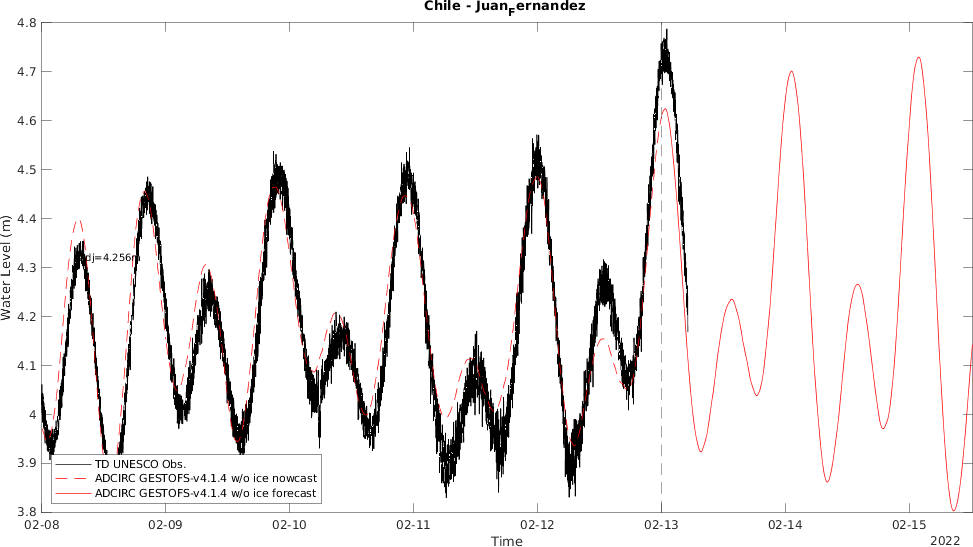 Chile - JuanFernandez
4.8
4.7
4.6
4.5
4.4
4.3
4.2
4.1
4
3.9
3.8
Water Level (m)
dj=4.256m
TD UNESCO Obs.
ADCIRC GESTOFS-v4.1.4 w/o ice nowcast
ADCIRC GESTOFS-v4.1.4 w/o ice forecast
02-08 02-09 02-10 02-11 02-12 02-13 02-14 02-15
Time
2022